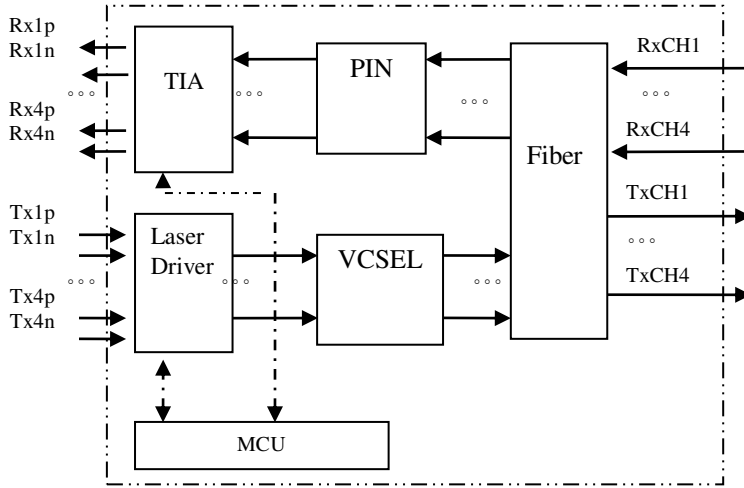 Rx1p
Rx1n
Rx4p
Rx4n
Tx1p
Tx1n
Tx4p
Tx4n
TIA
PIN
Fiber
Laser
Driver
VCSEL
MCU
RxCH1
RxCH4
TxCH1
TxCH4